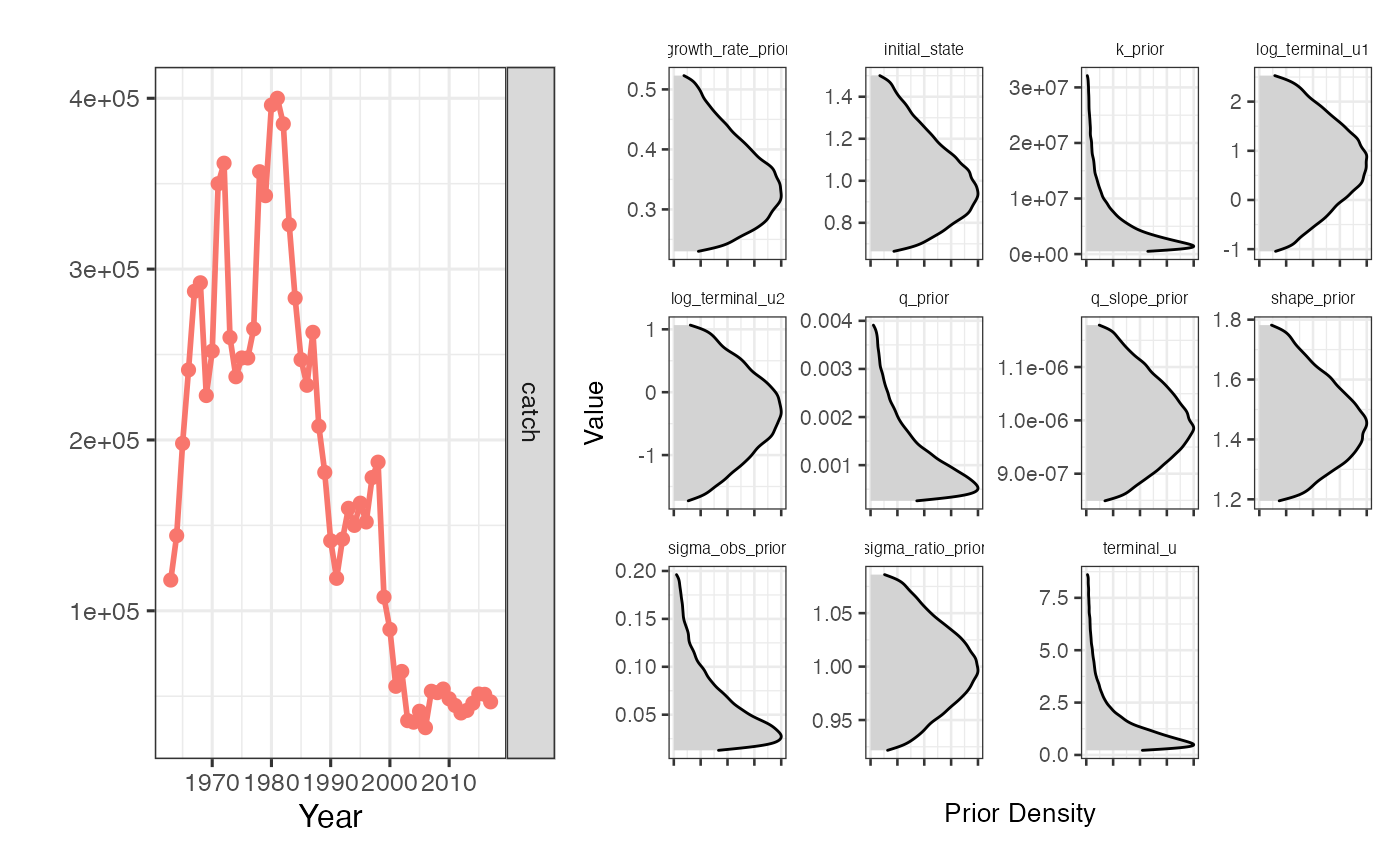 4e+05
3e+05
2e+05
1e+05
1970 1980 1990 2000 2010
Year
catch
Value
growth_rate_prior
0.5
0.4
0.3
initial_state
1.4
1.2
1.0
0.8
k_prior
3e+07
2e+07
1e+07
0e+00
log_terminal_u1
2
1
0
-1
log_terminal_u2
1
0
-1
q_prior
0.004
0.003
0.002
0.001
q_slope_prior
1.1e-06
1.0e-06
9.0e-07
shape_prior
1.8
1.6
1.4
1.2
sigma_obs_prior
0.20
0.15
0.10
0.05
sigma_ratio_prior
1.05
1.00
0.95
terminal_u
7.5
5.0
2.5
0.0
Prior Density